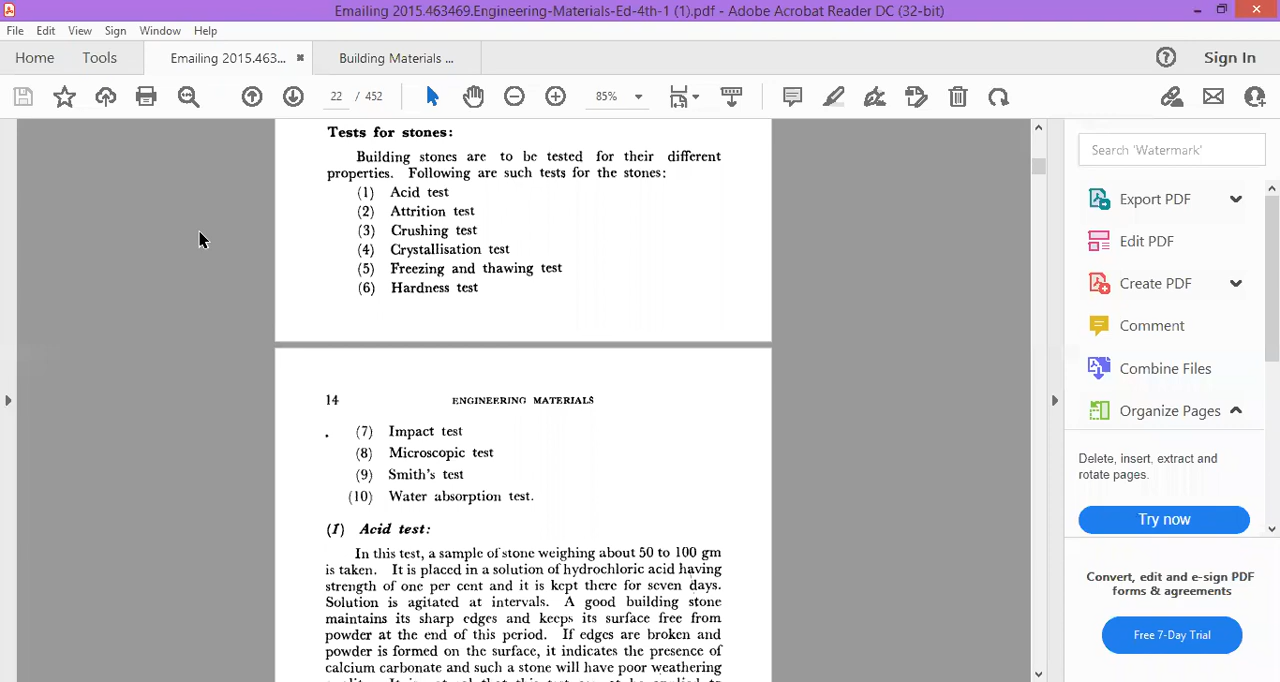 Emailing 2015.463469.Engineering-Materials-Ed-4th-1 (1).pdf - Adobe Acrobat Reader DC (32-bit)
File Edit View Sign Window Help
Home Tools Emailing 2015.463... × Building Materials ... ? Sign In
22 / 452 85%
Tests for stones:
Building stones are to be tested for their different
properties. Following are such tests for the stones:
(1) Acid test
(2) Attrition test
(3) Crushing test
(4) Crystallisation test
(5) Freezing and thawing test
(6) Hardness test
14 ENGINEERING MATERIALS
(7) Impact test
(8) Microscopic test
(9) Smith's test
(10) Water absorption test.
(I) Acid test:
In this test, a sample of stone weighing about 50 to 100 gm
is taken. It is placed in a solution of hydrochloric acid having
strength of one per cent and it is kept there for seven days.
Solution is agitated at intervals. A good building stone
maintains its sharp edges and keeps its surface free from
powder at the end of this period. If edges are broken and
powder is formed on the surface, it indicates the presence of
calcium carbonate and such a stone will have poor weathering
Search 'Watermark'
Export PDF
Edit PDF
Create PDF
Comment
Combine Files
Organize Pages
Delete, insert, extract and
rotate pages.
Try now
Convert, edit and e-sign PDF
forms & agreements
Free 7-Day Trial